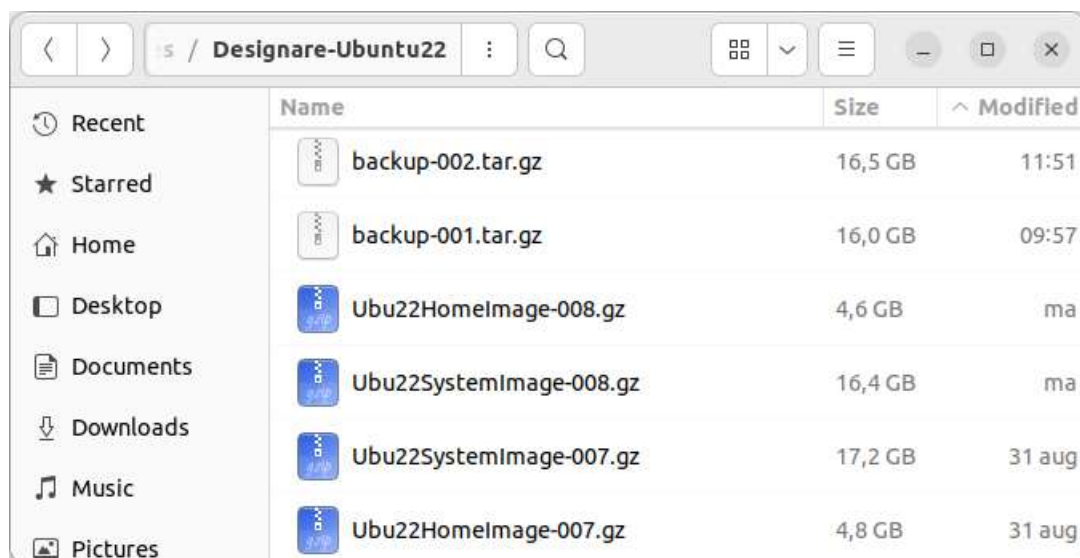 s / Designare-Ubuntu22
Name Size Modified
Recent
Starred
Home
Desktop
Documents
Downloads
Music
Pictures
backup-002.tar.gz 16,5 GB 11:51
backup-001.tar.gz 16,0 GB 09:57
Ubu22HomeImage-008.gz 4,6 GB ma
Ubu22SystemImage-008.gz 16,4 GB ma
Ubu22SystemImage-007.gz 17,2 GB 31 aug
Ubu22HomeImage-007.gz 4,8 GB 31 aug